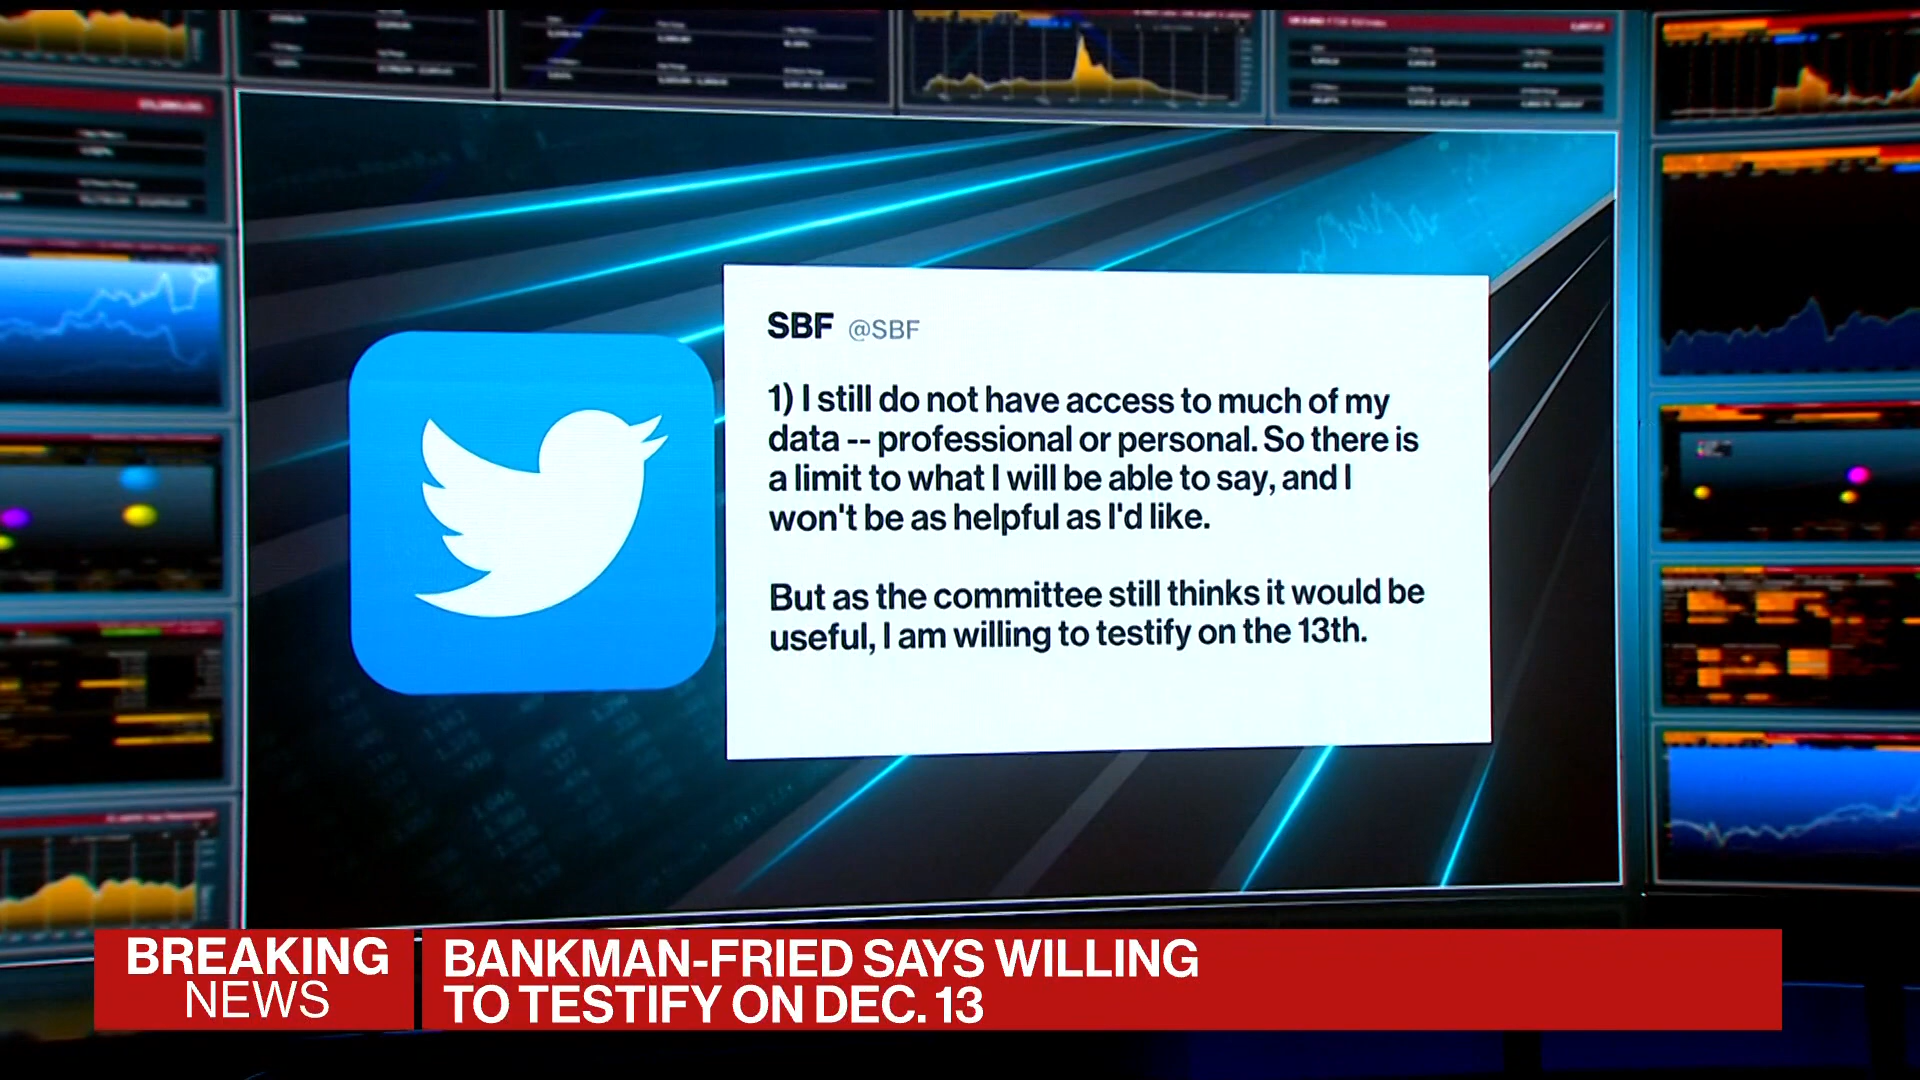 SBF @SBF
1) I still do not have access to much of my
data -- professional or personal. So there is
a limit to what I will be able to say, and I
won't be as helpful as I'd like.
But as the committee still thinks it would be
useful, I am willing to testify on the 13th.
BREAKING
NEWS
BANKMAN-FRIED SAYS WILLING
TO TESTIFY ON DEC. 13